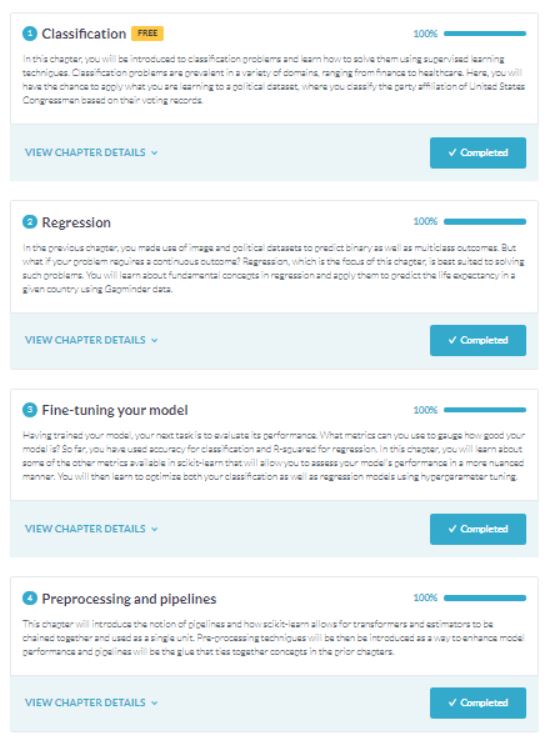 1 Classification FREE 100%
In this chapter, you will be introduced to classification problems and learn how to solve them using supervised learning
techniques. Classification problems are prevalent in a variety of domains, ranging from finance to healthcare. Here, you will
have the chance to apply what you are learning to a political dataset, where you classify the party affiliation of United States
Congressmen based on their voting records.
VIEW CHAPTER DETAILS
✓ Completed
2 Regression 100%
In the previous chapter, you made use of image and political datasets to predict binary as well as multiclass outcomes. But
what if your problem requires a continuous outcome? Regression, which is the focus of this chapter, is best suited to solving
such problems. You will learn about fundamental concepts in regression and apply them to predict the life expectancy in a
given country using Gapminder data.
VIEW CHAPTER DETAILS
✓ Completed
3 Fine-tuning your model 100%
Having trained your model, your next task is to evaluate its performance. What metrics can you use to gauge how good your
model is? So far, you have used accuracy for classification and R-squared for regression. In this chapter, you will learn about
some of the other metrics available in scikit-learn that will allow you to assess your model's performance in a more nuanced
manner. You will then learn to optimize both your classification as well as regression models using hyperparameter tuning.
VIEW CHAPTER DETAILS
✓ Completed
4 Preprocessing and pipelines 100%
This chapter will introduce the notion of pipelines and how scikit-learn allows for transformers and estimators to be
chained together and used as a single unit. Pre-processing techniques will be then be introduced as a way to enhance model
performance and pipelines will be the glue that ties together concepts in the prior chapters.
VIEW CHAPTER DETAILS
✓ Completed